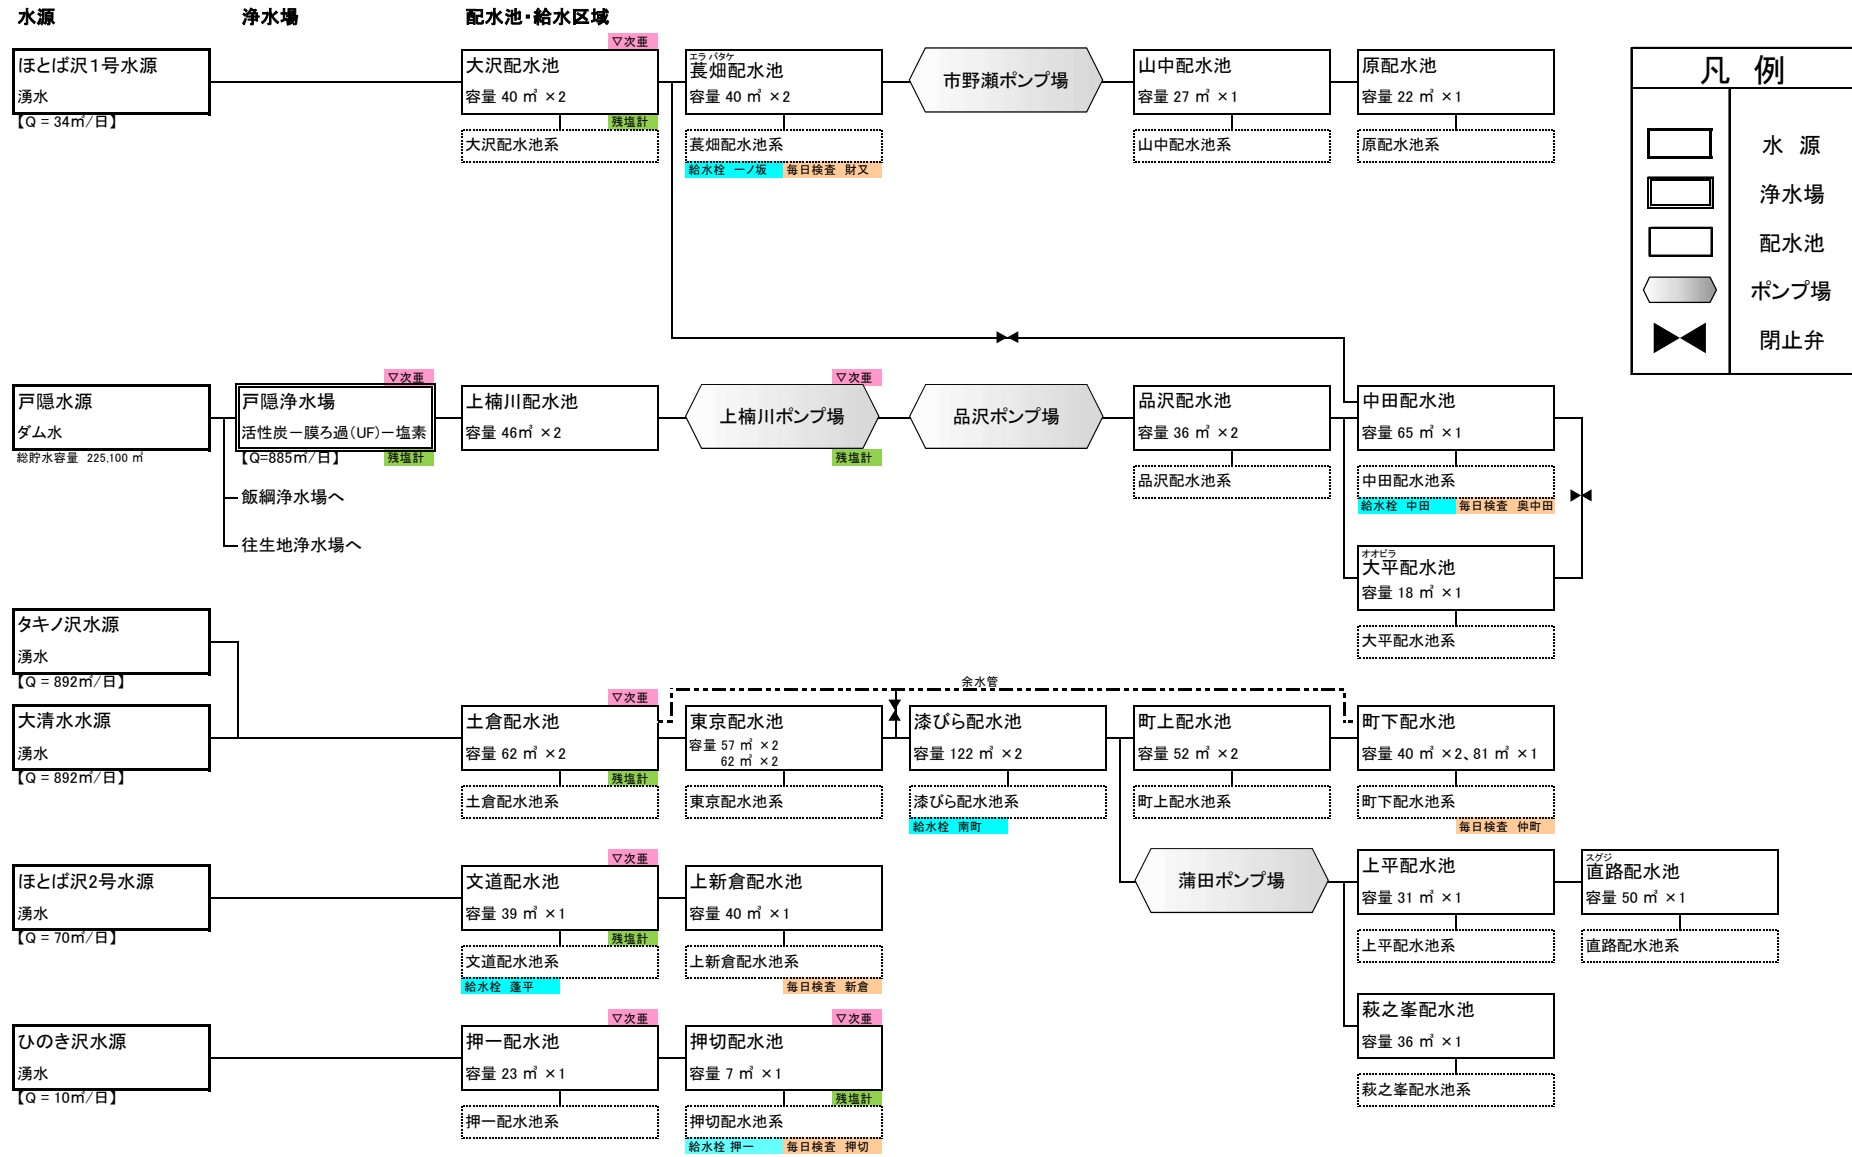 水源
浄水場
配水池・給水区域
▽次亜
ほとば沢1号水源
湧水
【Q = 34㎥/日】
大沢配水池
容量 40 ㎥ ×2
残塩計
大沢配水池系
エラバタケ
萇畑配水池
容量 40 ㎥ ×2
萇畑配水池系
給水栓 一ノ坂
毎日検査 財又
市野瀬ポンプ場
山中配水池
容量 27 ㎥ ×1
山中配水池系
原配水池
容量 22 ㎥ ×1
原配水池系
凡 例
水 源
浄水場
配水池
ポンプ場
閉止弁
戸隠水源
ダム水
総貯水容量 225,100 ㎥
▽次亜
戸隠浄水場
活性炭－膜ろ過(UF)－塩素
【Q=885㎥/日】
残塩計
飯綱浄水場へ
往生地浄水場へ
上楠川配水池
容量 46㎥ ×2
▽次亜
上楠川ポンプ場
残塩計
品沢ポンプ場
品沢配水池
容量 36 ㎥ ×2
品沢配水池系
中田配水池
容量 65 ㎥ ×1
中田配水池系
給水栓 中田
毎日検査 奥中田
オオビラ
大平配水池
容量 18 ㎥ ×1
大平配水池系
タキノ沢水源
湧水
【Q = 892㎥/日】
大清水水源
湧水
【Q = 892㎥/日】
▽次亜
土倉配水池
容量 62 ㎥ ×2
残塩計
土倉配水池系
余水管
東京配水池
容量 57 ㎥ ×2
62 ㎥ ×2
東京配水池系
漆びら配水池
容量 122 ㎥ ×2
漆びら配水池系
給水栓 南町
町上配水池
容量 52 ㎥ ×2
町上配水池系
町下配水池
容量 40 ㎥ ×2、81 ㎥ ×1
町下配水池系
毎日検査 仲町
ほとば沢2号水源
湧水
【Q = 70㎥/日】
▽次亜
文道配水池
容量 39 ㎥ ×1
残塩計
文道配水池系
給水栓 蓬平
上新倉配水池
容量 40 ㎥ ×1
上新倉配水池系
毎日検査 新倉
蒲田ポンプ場
上平配水池
容量 31 ㎥ ×1
上平配水池系
スグジ
直路配水池
容量 50 ㎥ ×1
直路配水池系
萩之峯配水池
容量 36 ㎥ ×1
萩之峯配水池系
ひのき沢水源
湧水
【Q = 10㎥/日】
▽次亜
押一配水池
容量 23 ㎥ ×1
押一配水池系
▽次亜
押切配水池
容量 7 ㎥ ×1
残塩計
押切配水池系
給水栓 押一
毎日検査 押切